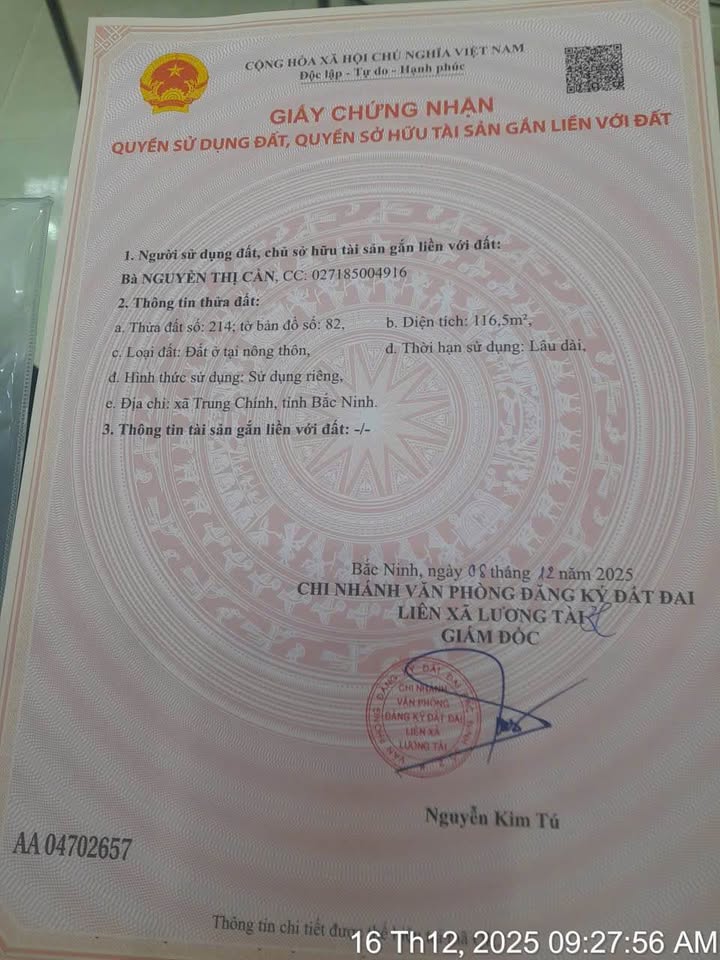 CỘNG HÒA XÃ HỘI CHỦ NGHĨA VIỆT NAM
Độc lập - Tự do - Hạnh phúc
GIẤY CHỨNG NHẬN
QUYỀN SỬ DỤNG ĐẤT, QUYỀN SỞ HỮU TÀI SẢN GẮN LIỀN VỚI ĐẤT
1. Người sử dụng đất, chủ sở hữu tài sản gắn liền với đất:
Bà NGUYỄN THỊ CẢN, CC: 027185004916
2. Thông tin thửa đất:
a. Thửa đất số: 214; tờ bản đồ số: 82, b. Diện tích: 116,5m²,
c. Loại đất: Đất ở tại nông thôn, d. Thời hạn sử dụng: Lâu dài,
đ. Hình thức sử dụng: Sử dụng riêng,
e. Địa chỉ: xã Trung Chính, tỉnh Bắc Ninh.
3. Thông tin tài sản gắn liền với đất: -/-
Bắc Ninh, ngày 08 tháng 12 năm 2025
CHI NHÁNH VĂN PHÒNG ĐĂNG KÝ ĐẤT ĐAI
LIÊN XÃ LƯƠNG TÀI
GIÁM ĐỐC
CHI NHÁNH
VĂN PHÒNG
ĐĂNG KÝ ĐẤT ĐAI
LIÊN XÃ
LƯƠNG TÀI
Nguyễn Kim Tú
AA 04702657
Thông tin chi tiết được
16 Th12, 2025 09:27:56 AM